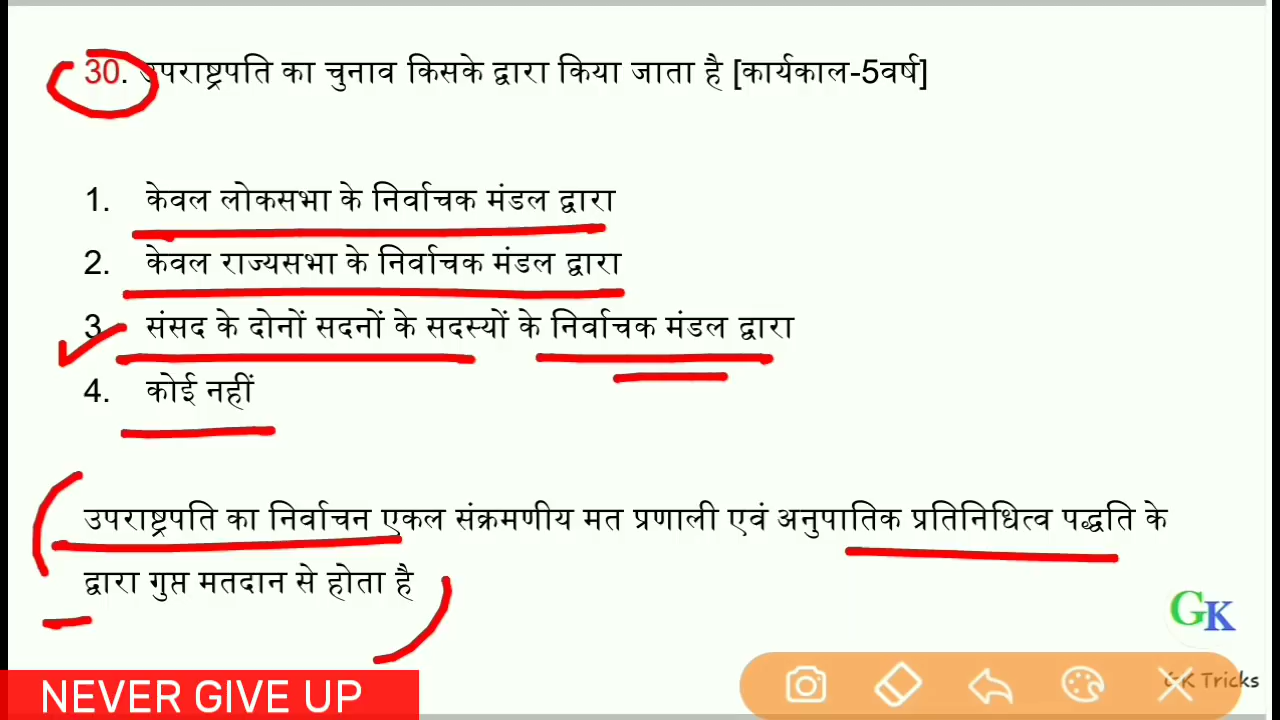 30. उपराष्ट्रपति का चुनाव किसके द्वारा किया जाता है [कार्यकाल-5वर्ष]
1. केवल लोकसभा के निर्वाचक मंडल द्वारा
2. केवल राज्यसभा के निर्वाचक मंडल द्वारा
3. संसद के दोनों सदनों के सदस्यों के निर्वाचक मंडल द्वारा
4. कोई नहीं
उपराष्ट्रपति का निर्वाचन एकल संक्रमणीय मत प्रणाली एवं अनुपातिक प्रतिनिधित्व पद्धति के
द्वारा गुप्त मतदान से होता है
GK
GK Tricks
NEVER GIVE UP